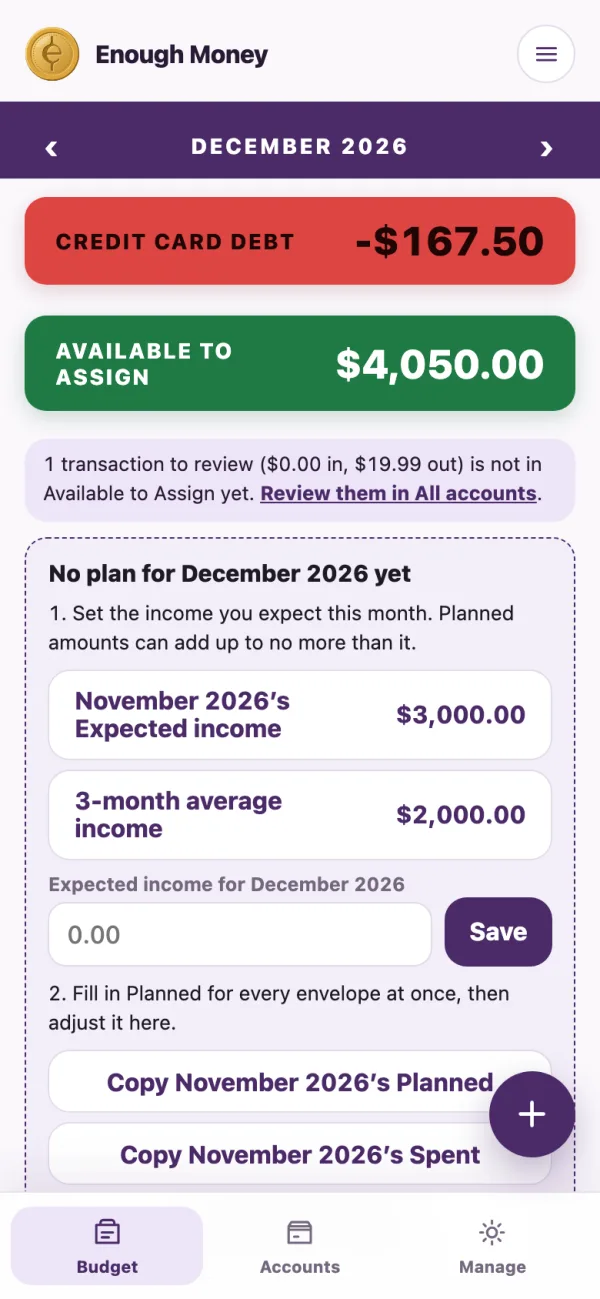 Enough Money
‹ DECEMBER 2026 ›
CREDIT CARD DEBT -$167.50
AVAILABLE TO
ASSIGN
$4,050.00
1 transaction to review ($0.00 in, $19.99 out) is not in
Available to Assign yet. Review them in All accounts.
No plan for December 2026 yet
1. Set the income you expect this month. Planned
amounts can add up to no more than it.
November 2026’s
Expected income
$3,000.00
3-month average
income
$2,000.00
Expected income for December 2026
0.00
Save
2. Fill in Planned for every envelope at once, then
adjust it here.
Copy November 2026’s Planned
+
Copy November 2026’s Spent
Budget
Accounts
Manage